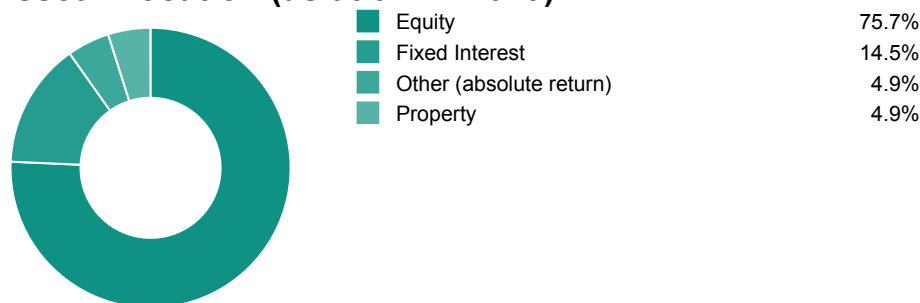 Equity 75.7%
Fixed Interest 14.5%
Other (absolute return) 4.9%
Property 4.9%